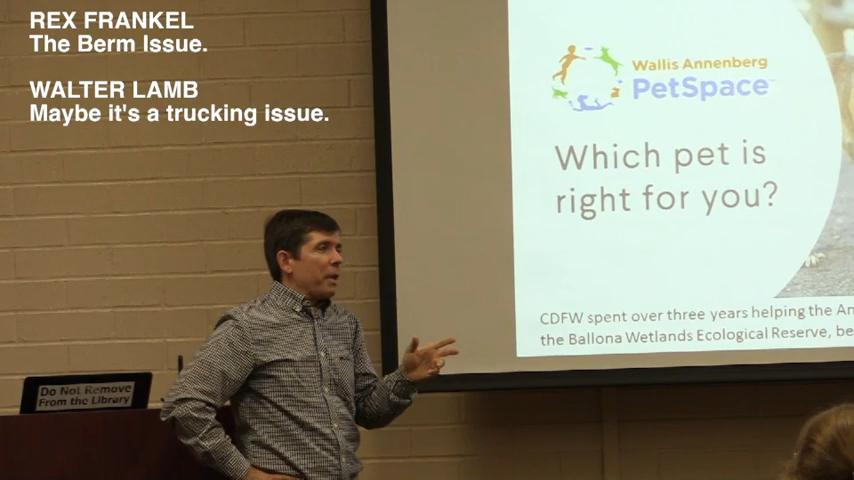 REX FRANKEL
The Berm Issue.
WALTER LAMB
Maybe it's a trucking issue.
Wallis Annenberg
PetSpace
Which pet is
right for you?
CDFW spent over three years helping the An
the Ballona Wetlands Ecological Reserve, be
Do Not Remove
From the Library